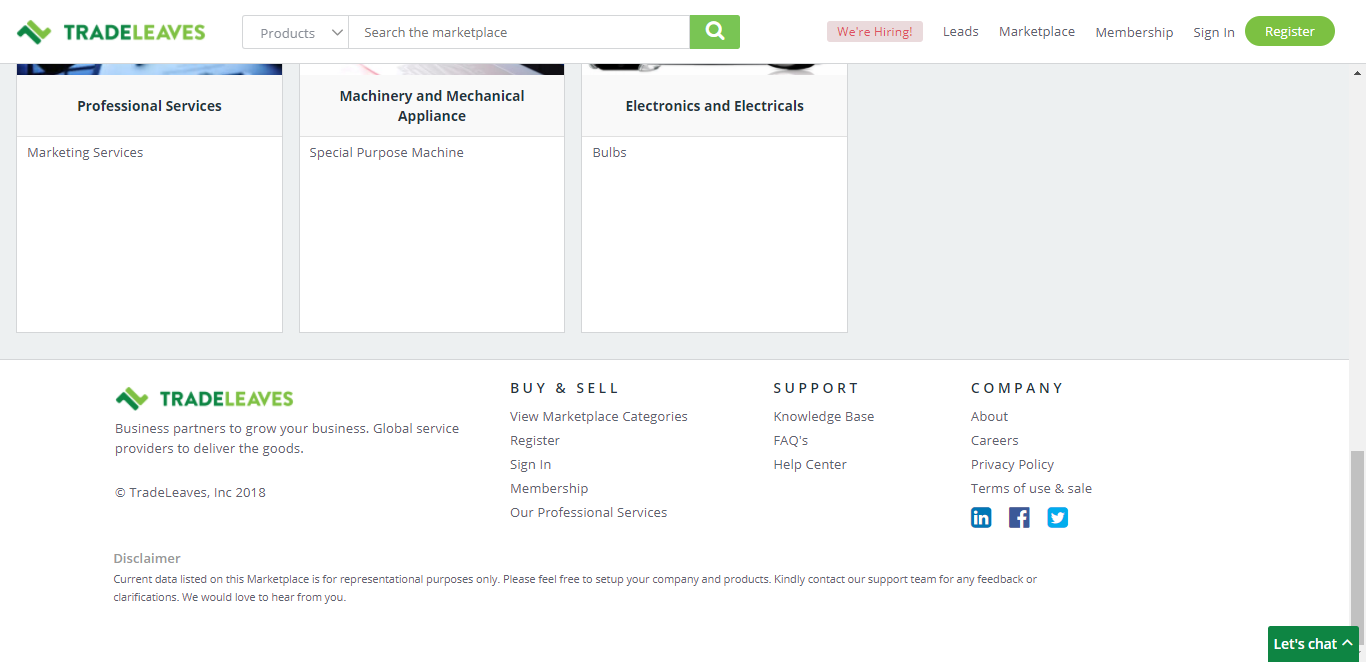 TRADELEAVES
Products
Search the marketplace
We're Hiring!
Leads
Marketplace
Membership
Sign In
Register
Professional Services
Marketing Services
Machinery and Mechanical
Appliance
Special Purpose Machine
Electronics and Electricals
Bulbs
TRADELEAVES
Business partners to grow your business. Global service
providers to deliver the goods.
© TradeLeaves, Inc 2018
BUY & SELL
View Marketplace Categories
Register
Sign In
Membership
Our Professional Services
SUPPORT
Knowledge Base
FAQ's
Help Center
COMPANY
About
Careers
Privacy Policy
Terms of use & sale
Disclaimer
Current data listed on this Marketplace is for representational purposes only. Please feel free to setup your company and products. Kindly contact our support team for any feedback or
clarifications. We would love to hear from you.
Let's chat